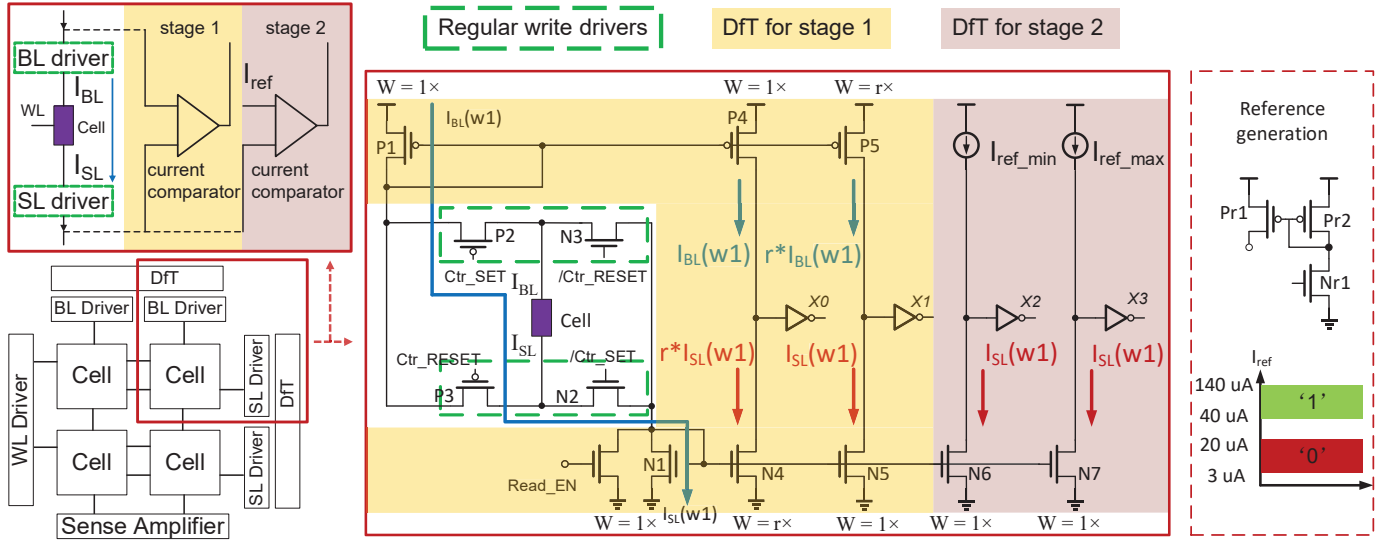 Regular write drivers
DfT for stage 1
DfT for stage 2
BL driver
I_BL
WL
Cell
I_SL
SL driver
stage 1
stage 2
I_ref
current
comparator
current
comparator
DfT
BL Driver
BL Driver
WL Driver
Cell
Cell
SL Driver
DfT
Cell
Cell
SL Driver
Sense Amplifier
W = 1×
W = 1×
W = r×
P1
I_BL(w1)
P4
P5
I_ref_min
I_ref_max
P2
N3
Ctr_SET
/Ctr_RESET
I_BL
Cell
I_SL
Ctr_RESET
/Ctr_SET
P3
N2
I_BL(w1)
r*I_BL(w1)
X0
X1
X2
X3
r*I_SL(w1)
I_SL(w1)
I_SL(w1)
I_SL(w1)
Read_EN
N1
N4
N5
N6
N7
I_SL(w1)
W = 1×
W = r×
W = 1×
W = 1×
W = 1×
Reference
generation
Pr1
Pr2
Nr1
I_ref
140 uA
40 uA
20 uA
3 uA
‘1’
‘0’